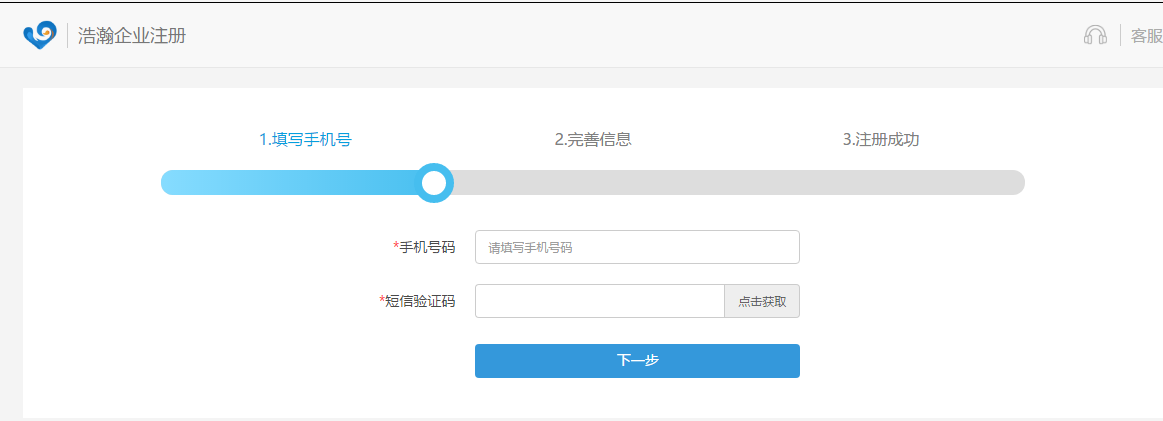 浩瀚企业注册
客服
1.填写手机号
2.完善信息
3.注册成功
*手机号码
请填写手机号码
*短信验证码
点击获取
下一步